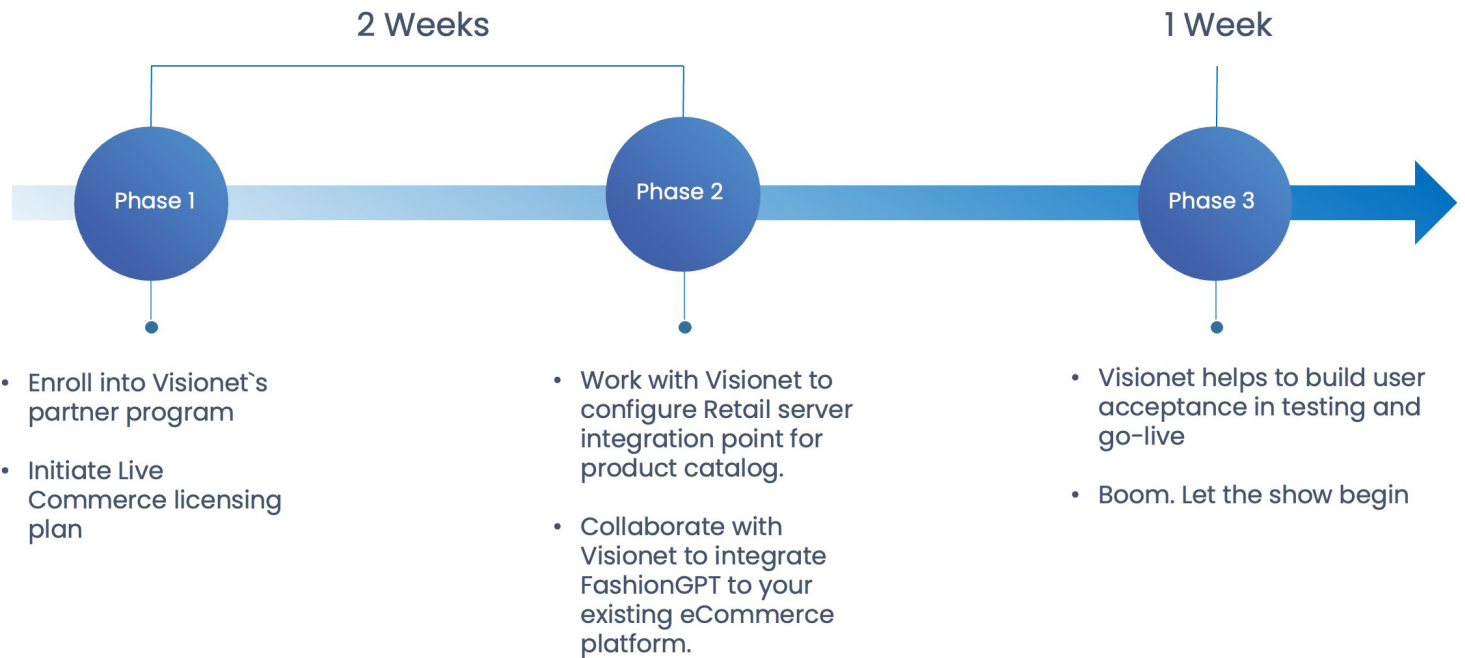 2 Weeks
1 Week
Phase 1
Phase 2
Phase 3
• Enroll into Visionet`s
partner program
• Initiate Live
Commerce licensing
plan
• Work with Visionet to
configure Retail server
integration point for
product catalog.
• Collaborate with
Visionet to integrate
FashionGPT to your
existing eCommerce
platform.
• Visionet helps to build user
acceptance in testing and
go-live
• Boom. Let the show begin